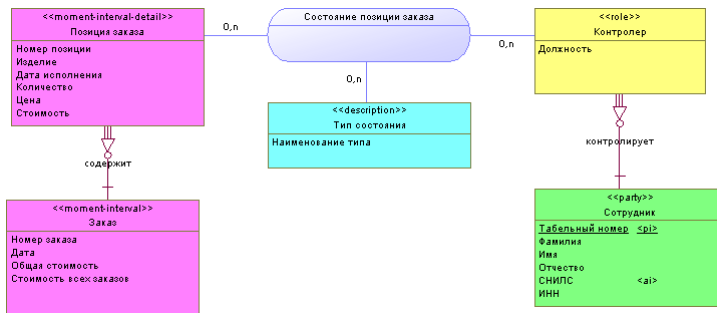 <<moment-interval-detail>>
Позиция заказа
Номер позиции
Изделие
Дата исполнения
Количество
Цена
Стоимость
0,n
Состояние позиции заказа
0,n
0,n
<<role>>
Контролер
Должность
<<description>>
Тип состояния
Наименование типа
содержит
контролирует
<<moment-interval>>
Заказ
Номер заказа
Дата
Общая стоимость
Стоимость всех заказов
<<party>>
Сотрудник
Табельный номер <pi>
Фамилия
Имя
Отчество
СНИЛС <ai>
ИНН